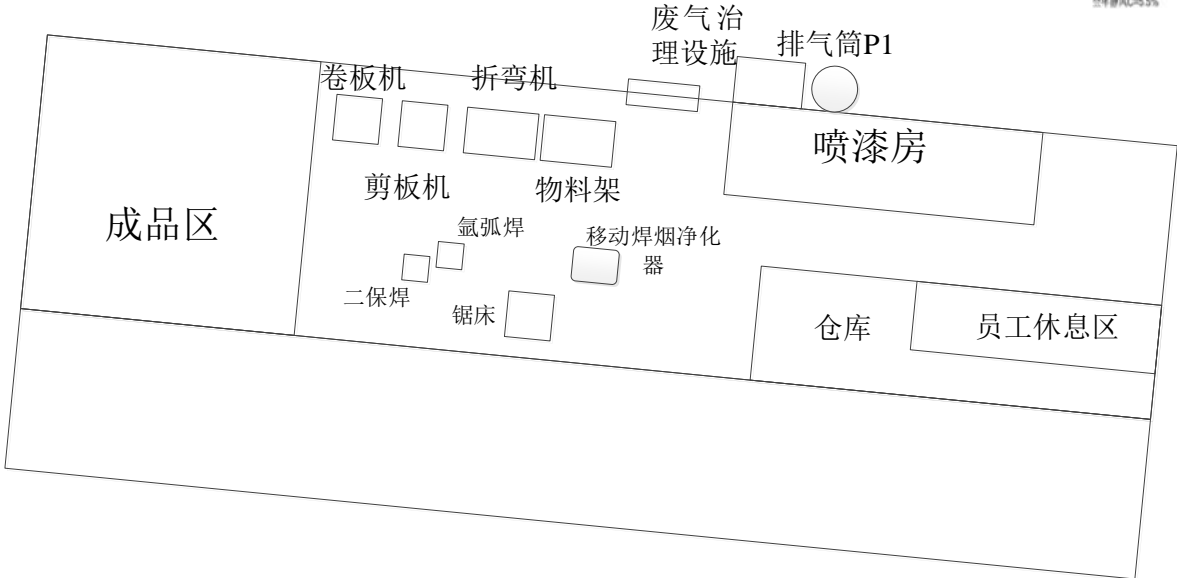 废气治
理设施
排气筒P1
卷板机
折弯机
喷漆房
剪板机
物料架
成品区
氩弧焊
移动焊烟净化
器
二保焊
锯床
仓库
员工休息区